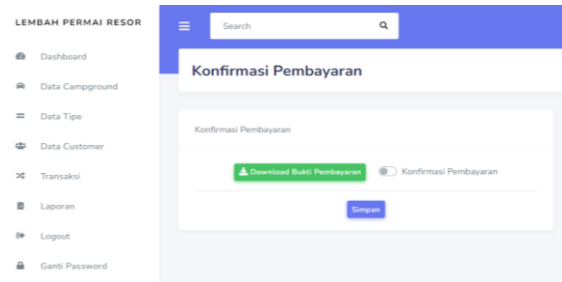 LEMBAH PERMAI RESOR
Search
Dashboard
Data Campground
Data Tipe
Data Customer
Transaksi
Laporan
Logout
Ganti Password
Konfirmasi Pembayaran
Konfirmasi Pembayaran
Download Bukti Pembayaran
Konfirmasi Pembayaran
Simpan